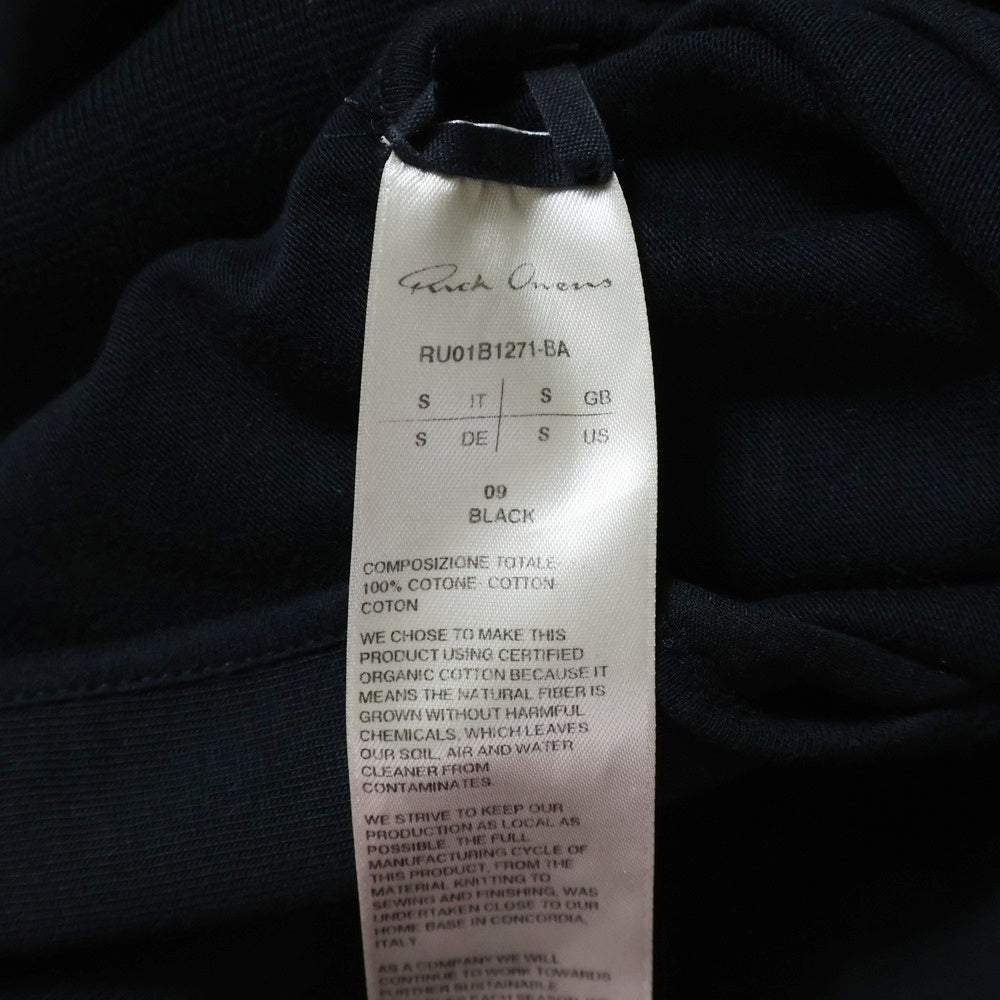 Rick Owens
RU01B1271-BA
S IT S GB
S DE S US
09
BLACK
COMPOSIZIONE TOTALE-
100% COTONE- COTTON-
COTON
WE CHOSE TO MAKE THIS
PRODUCT USING CERTIFIED
ORGANIC COTTON BECAUSE IT
MEANS THE NATURAL FIBER IS
GROWN WITHOUT HARMFUL
CHEMICALS, WHICH LEAVES
OUR SOIL, AIR AND WATER
CLEANER FROM
CONTAMINATES.
WE STRIVE TO KEEP OUR
PRODUCTION AS LOCAL AS
POSSIBLE. THE FULL
MANUFACTURING CYCLE OF
THIS PRODUCT, FROM THE
MATERIAL KNITTING TO
SEWING AND FINISHING, WAS
UNDERTAKEN CLOSE TO OUR
HOME BASE IN CONCORDIA,
ITALY
AS A COMPANY WE WILL
CONTINUE TO WORK TOWARDS
FURTHER SUSTAINABLE
EACH SEASON